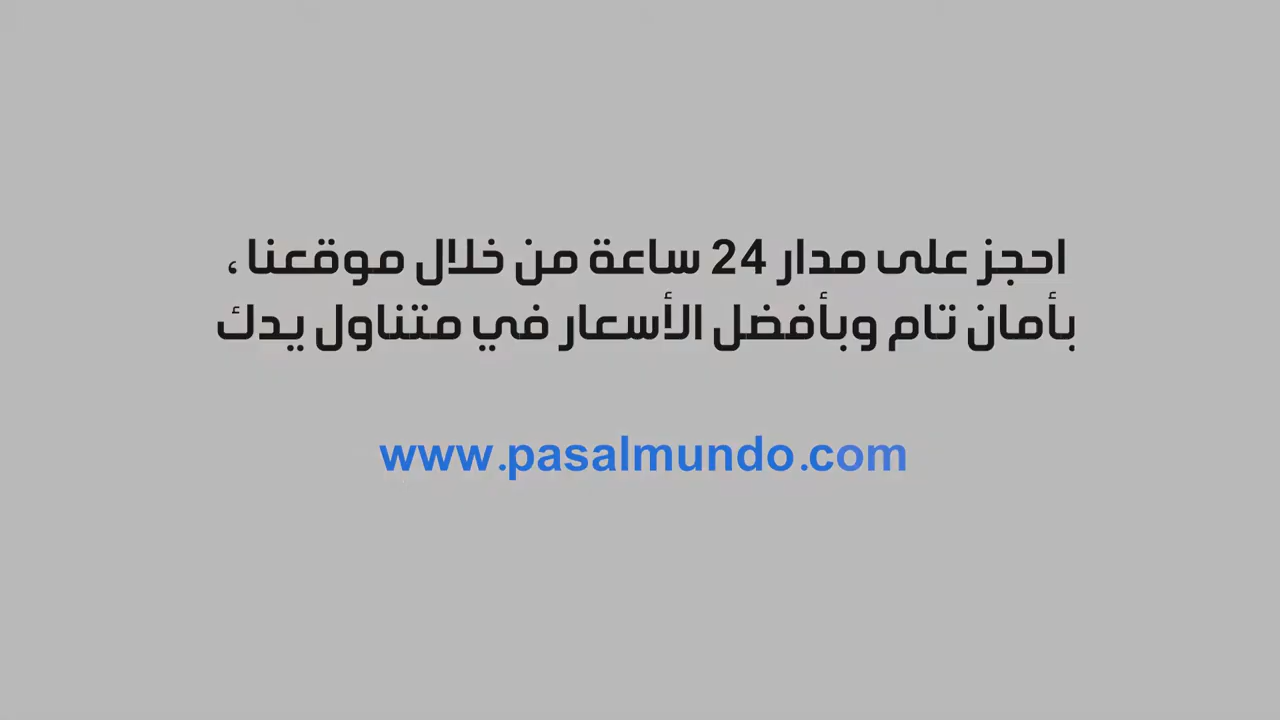 احجز على مدار 24 ساعة من خلال موقعنا ،
بأمان تام وبأفضل الأسعار في متناول يدك
www.pasalmundo.com